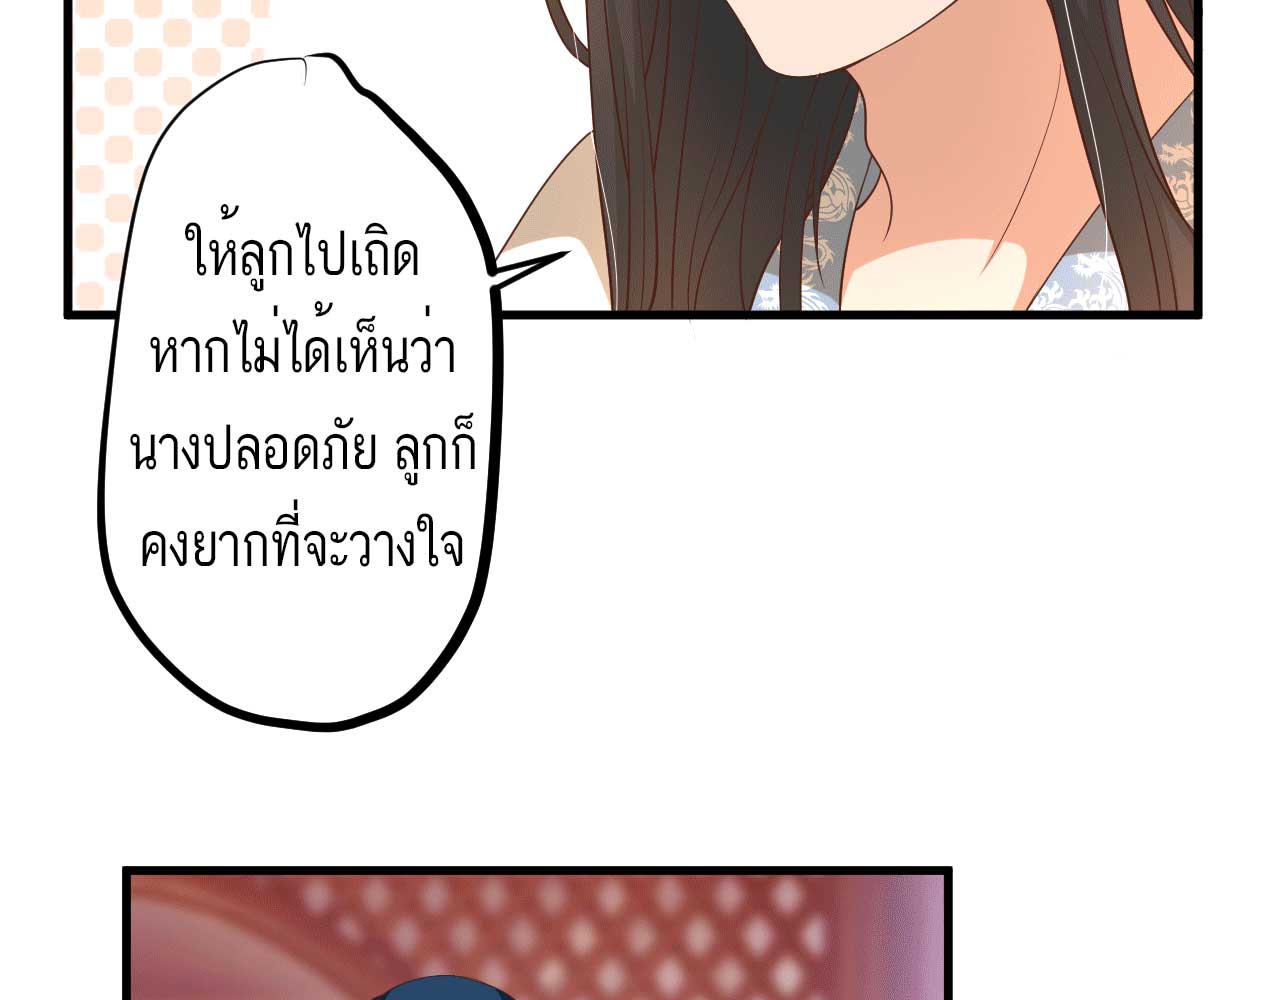 ให้ลูกไปเถิด
หากไม่ได้เห็นว่า
นางปลอดภัย ลูกก็
คงยากที่จะวางใจ